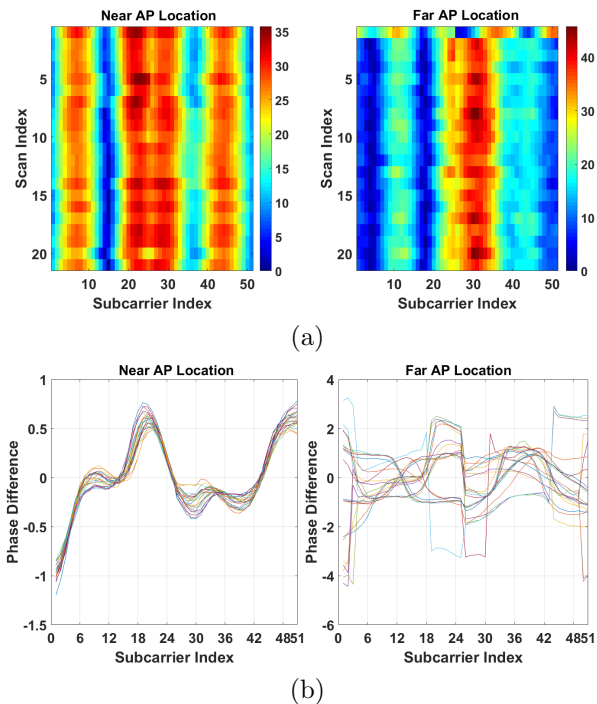 Near AP Location
Far AP Location
Scan Index
5
10
15
20
10 20 30 40 50
Subcarrier Index
35
30
25
20
15
10
5
0
Scan Index
5
10
15
20
10 20 30 40 50
Subcarrier Index
40
30
20
10
0
(a)
Near AP Location
Far AP Location
Phase Difference
1
0.5
0
-0.5
-1
-1.5
0 6 12 18 24 30 36 42 4851
Subcarrier Index
Phase Difference
4
2
0
-2
-4
-6
0 6 12 18 24 30 36 42 4851
Subcarrier Index
(b)